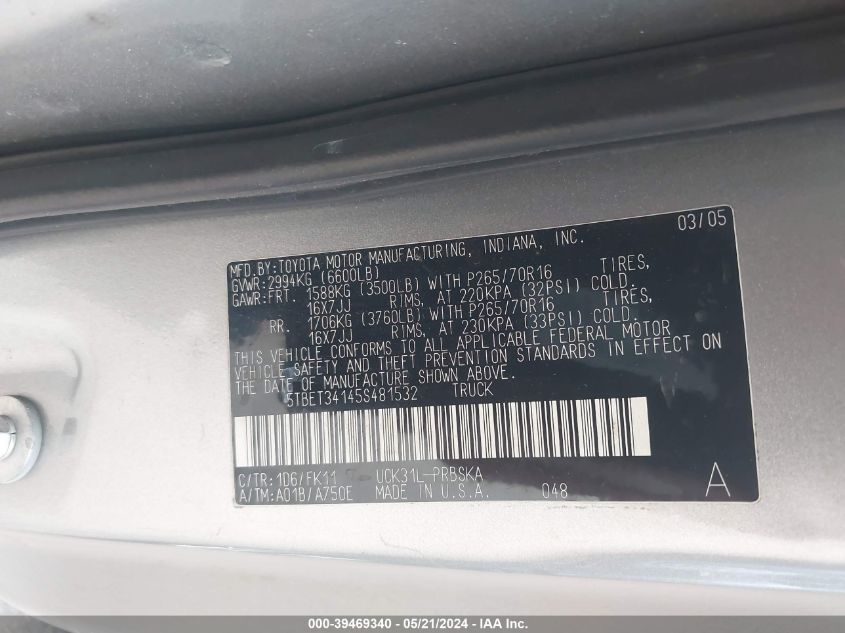 03/05
MFD.BY:TOYOTA MOTOR MANUFACTURING, INDIANA, INC.
GVWR:2994KG (6600LB)
GAWR:FRT. 1588KG (3500LB) WITH P265/70R16 TIRES,
16X7JJ RIMS, AT 220KPA (32PSI) COLD.
RR. 1706KG (3760LB) WITH P265/70R16 TIRES,
16X7JJ RIMS, AT 230KPA (33PSI) COLD.
THIS VEHICLE CONFORMS TO ALL APPLICABLE FEDERAL MOTOR
VEHICLE SAFETY AND THEFT PREVENTION STANDARDS IN EFFECT ON
THE DATE OF MANUFACTURE SHOWN ABOVE.
5TBET34145S481532 TRUCK
C/TR:1D6/FK11 UCK31L-PRBSKA
A/TM:A01B/A750E MADE IN U.S.A. 048 A
000-39469340 - 05/21/2024 - IAA Inc.